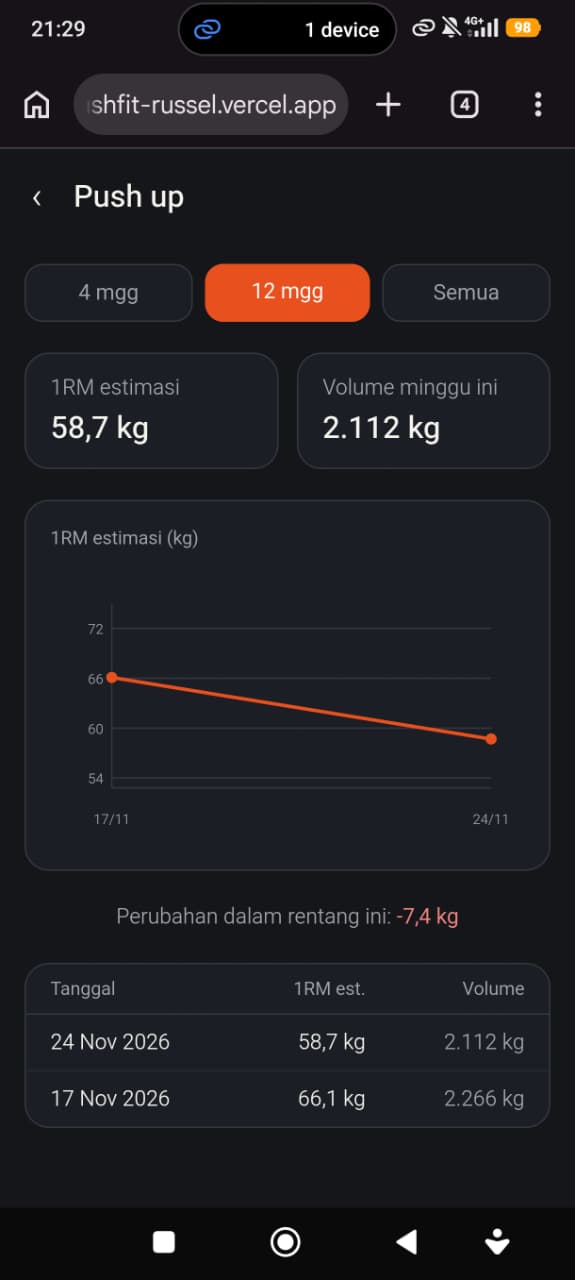 21:29
1 device
4G+
98
shfit-russel.vercel.app
4
Push up
4 mgg
12 mgg
Semua
1RM estimasi
58,7 kg
Volume minggu ini
2.112 kg
1RM estimasi (kg)
72
66
60
54
17/11
24/11
Perubahan dalam rentang ini: -7,4 kg
Tanggal 1RM est. Volume
24 Nov 2026 58,7 kg 2.112 kg
17 Nov 2026 66,1 kg 2.266 kg